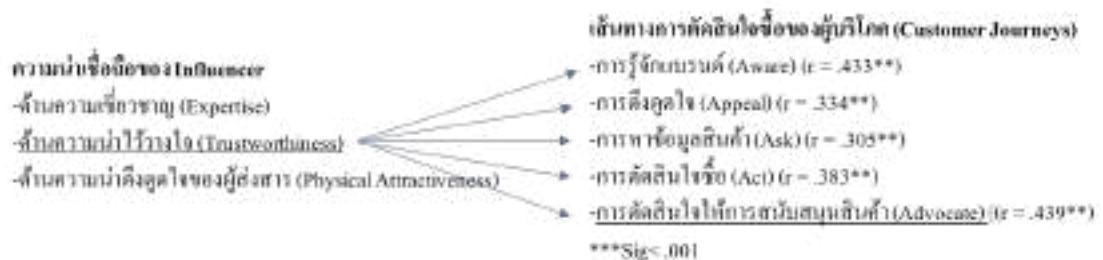 ความน่าเชื่อถือของ Influencer
-ด้านความเชี่ยวชาญ (Expertise)
-ด้านความน่าไว้วางใจ (Trustworthiness)
-ด้านความน่าดึงดูดใจของผู้ส่งสาร (Physical Attractiveness)
เส้นทางการตัดสินใจซื้อของผู้บริโภค (Customer Journeys)
-การรู้จักแบรนด์ (Aware) (r = .433**)
-การดึงดูดใจ (Appeal) (r = .334**)
-การหาข้อมูลสินค้า (Ask) (r = .305**)
-การตัดสินใจซื้อ (Act) (r = .383**)
-การตัดสินใจให้การสนับสนุนสินค้า (Advocate) (r = .439**)
***Sig< .001